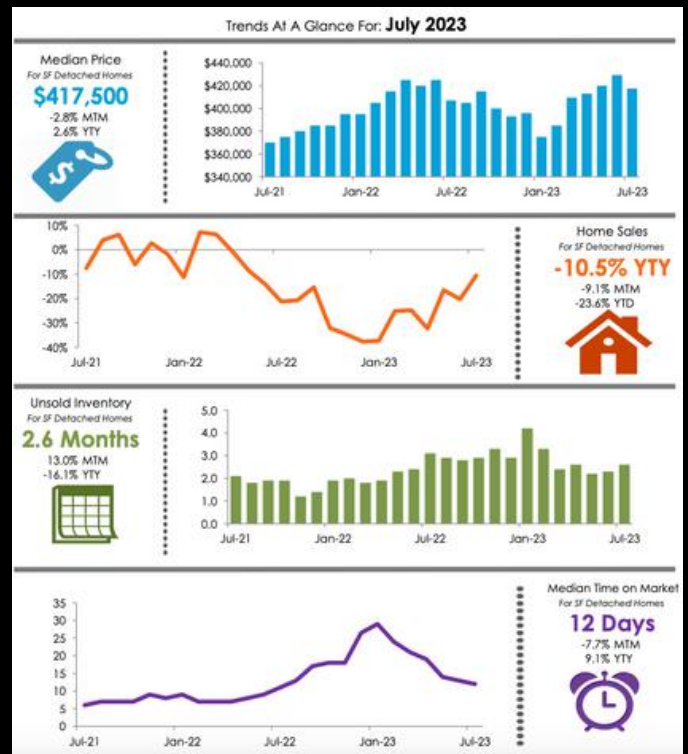 Trends At A Glance For: July 2023
Median Price
For SF Detached Homes
$417,500
-2.8% MTM
2.6% YTY
$
$440,000
$420,000
$400,000
$380,000
$360,000
$340,000
Jul-21 Jan-22 Jul-22 Jan-23 Jul-23
10%
0%
-10%
-20%
-30%
-40%
Jul-21 Jan-22 Jul-22 Jan-23 Jul-23
Home Sales
For SF Detached Homes
-10.5% YTY
-9.1% MTM
-23.6% YTD
Unsold Inventory
For SF Detached Homes
2.6 Months
13.0% MTM
-16.1% YTY
5.0
4.0
3.0
2.0
1.0
0.0
Jul-21 Jan-22 Jul-22 Jan-23 Jul-23
35
30
25
20
15
10
5
0
Jul-21 Jan-22 Jul-22 Jan-23 Jul-23
Median Time on Market
For SF Detached Homes
12 Days
-7.7% MTM
9.1% YTY